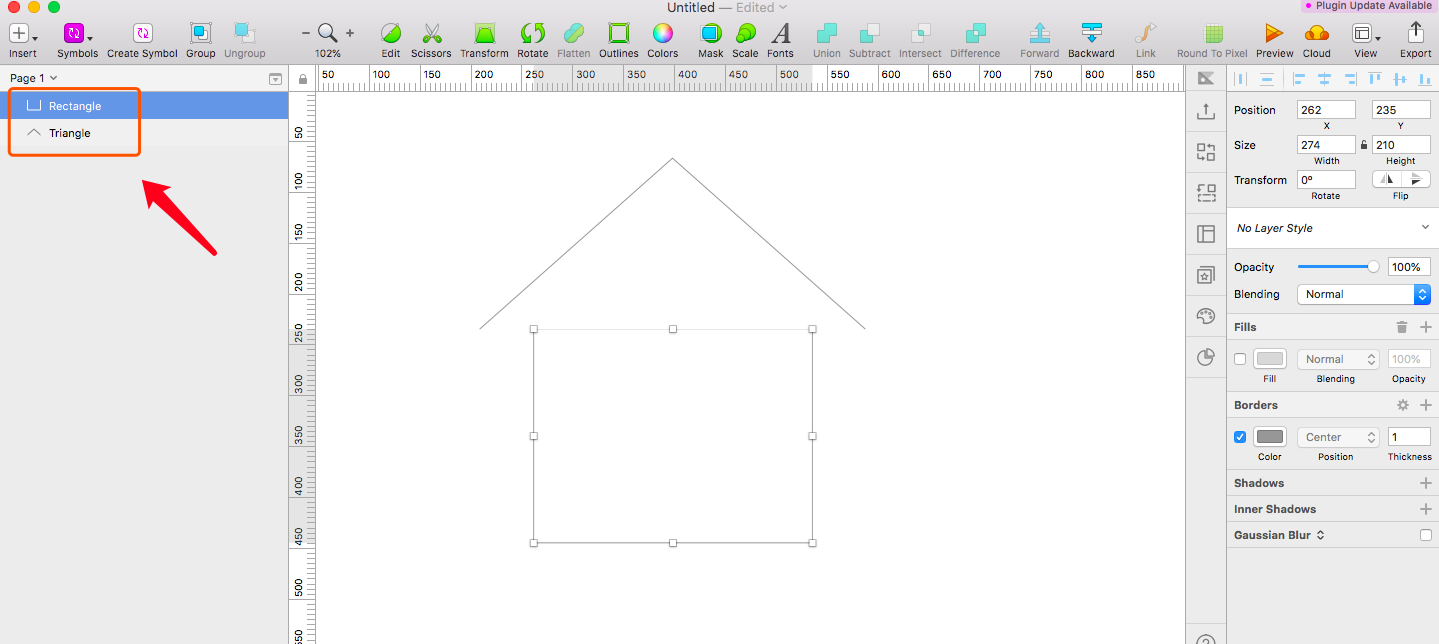 Untitled — Edited
Plugin Update Available
Insert Symbols Create Symbol Group Ungroup 102% Edit Scissors Transform Rotate Flatten Outlines Colors Mask Scale Fonts Union Subtract Intersect Difference Forward Backward Link Round To Pixel Preview Cloud View Export
Page 1
50 100 150 200 250 300 350 400 450 500 550 600 650 700 750 800 850
Rectangle
Triangle
50
100
150
200
250
300
350
400
450
500
550
Position 262 235
X Y
Size 274 210
Width Height
Transform 0º
Rotate Flip
No Layer Style
Opacity 100%
Blending Normal
Fills
Normal 100%
Fill Blending Opacity
Borders
Center 1
Color Position Thickness
Shadows
Inner Shadows
Gaussian Blur